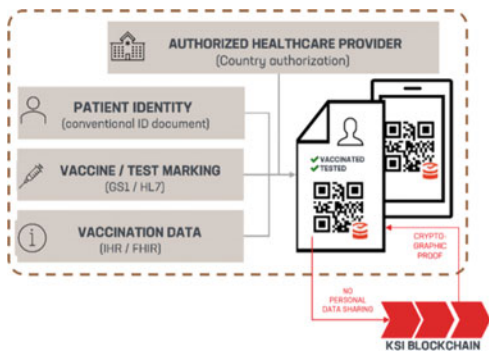 AUTHORIZED HEALTHCARE PROVIDER
(Country authorization)
PATIENT IDENTITY
(conventional ID document)
VACCINE / TEST MARKING
(GS1 / HL7)
VACCINATION DATA
(IHR / FHIR)
VACCINATED
TESTED
CRYPTO-
GRAPHIC
PROOF
NO
PERSONAL
DATA SHARING
KSI BLOCKCHAIN